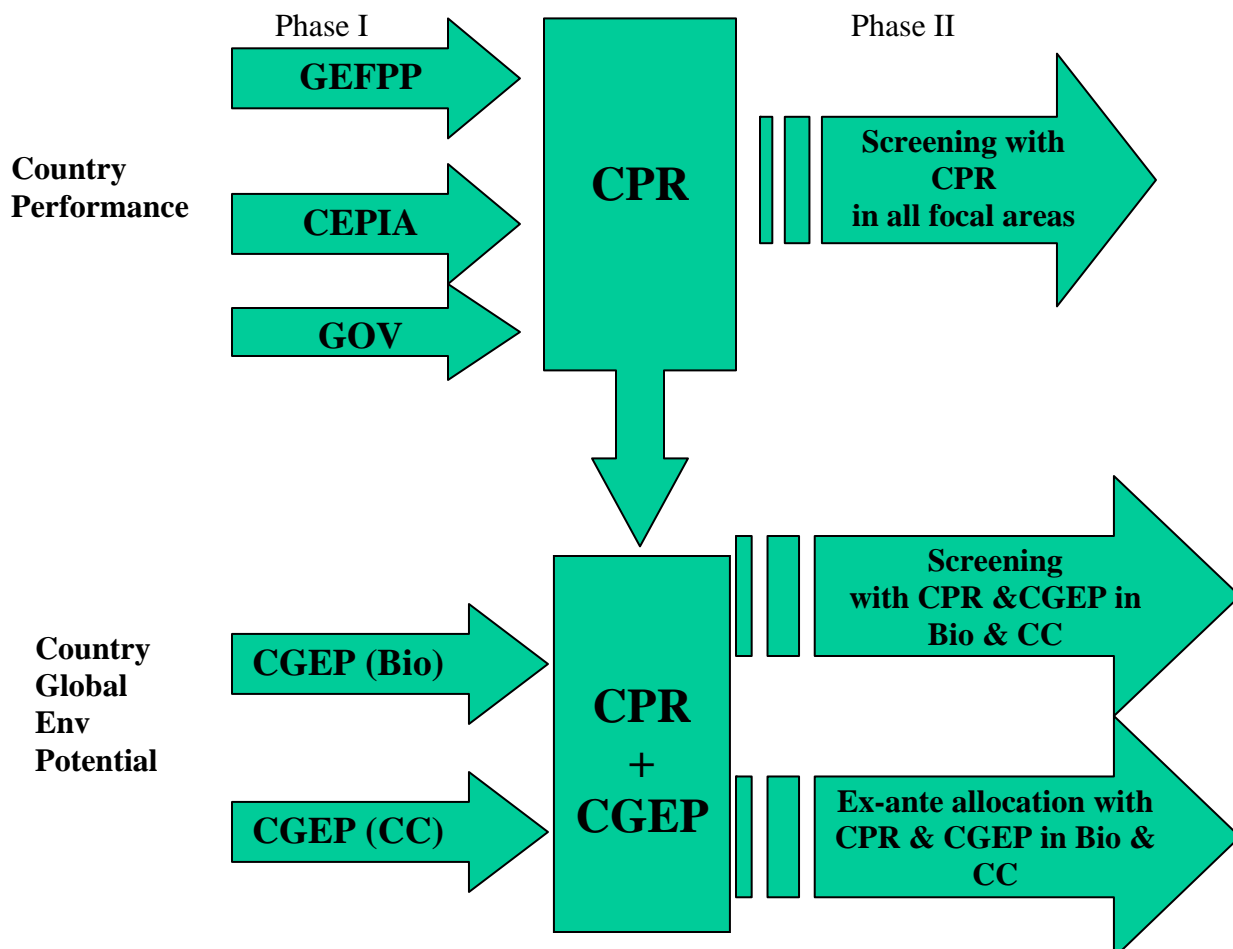 Phase I
Phase II
GEFPP
Country
Performance
CEPIA
GOV
CPR
Screening with
CPR
in all focal areas
Country
Global
Env
Potential
CGEP (Bio)
CGEP (CC)
CPR
+
CGEP
Screening
with CPR &CGEP in
Bio & CC
Ex-ante allocation with
CPR & CGEP in Bio &
CC